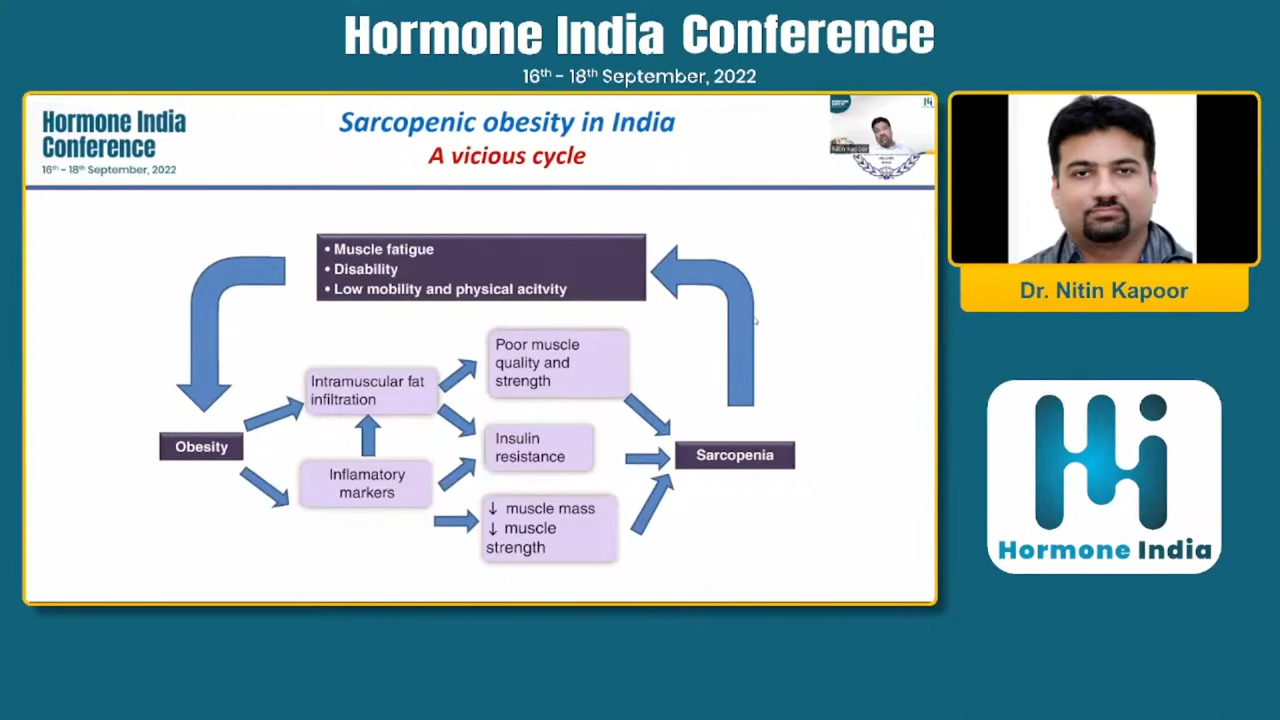 Hormone India Conference
16th - 18th September, 2022
Hormone India
Conference
16th - 18th September, 2022
Sarcopenic obesity in India
A vicious cycle
Nitin Kapoor
• Muscle fatigue
• Disability
• Low mobility and physical acitvity
Poor muscle
quality and
strength
Intramuscular fat
infiltration
Obesity
Insulin
resistance
Sarcopenia
Inflamatory
markers
↓ muscle mass
↓ muscle
strength
Dr. Nitin Kapoor
Hormone India